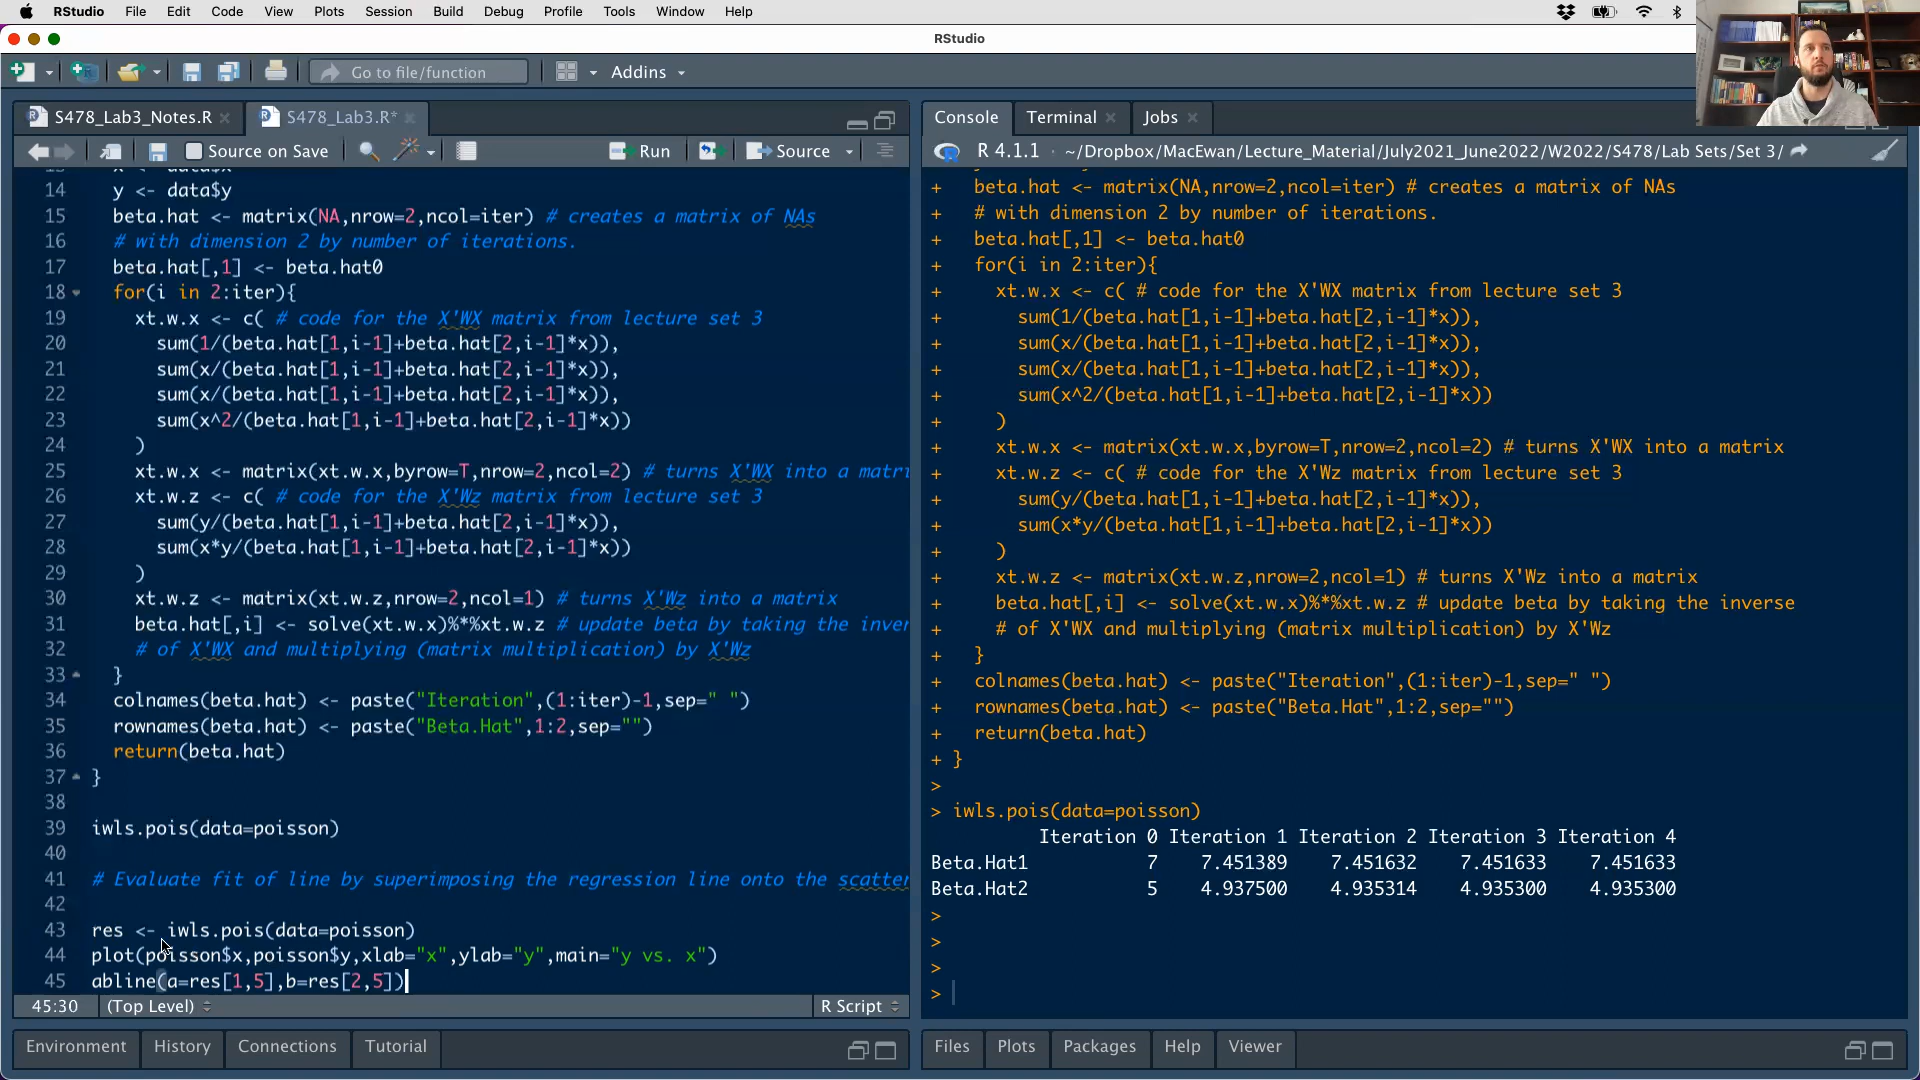 RStudio File Edit Code View Plots Session Build Debug Profile Tools Window Help
RStudio
Go to file/function Addins
S478_Lab3_Notes.R S478_Lab3.R*
Source on Save Run Source
14 y <- data$y
15 beta.hat <- matrix(NA,nrow=2,ncol=iter) # creates a matrix of NAs
16 # with dimension 2 by number of iterations.
17 beta.hat[,1] <- beta.hat0
18 for(i in 2:iter){
19 xt.w.x <- c( # code for the X'WX matrix from lecture set 3
20 sum(1/(beta.hat[1,i-1]+beta.hat[2,i-1]*x)),
21 sum(x/(beta.hat[1,i-1]+beta.hat[2,i-1]*x)),
22 sum(x/(beta.hat[1,i-1]+beta.hat[2,i-1]*x)),
23 sum(x^2/(beta.hat[1,i-1]+beta.hat[2,i-1]*x))
24 )
25 xt.w.x <- matrix(xt.w.x,byrow=T,nrow=2,ncol=2) # turns X'WX into a matri
26 xt.w.z <- c( # code for the X'Wz matrix from lecture set 3
27 sum(y/(beta.hat[1,i-1]+beta.hat[2,i-1]*x)),
28 sum(x*y/(beta.hat[1,i-1]+beta.hat[2,i-1]*x))
29 )
30 xt.w.z <- matrix(xt.w.z,nrow=2,ncol=1) # turns X'Wz into a matrix
31 beta.hat[,i] <- solve(xt.w.x)%*%xt.w.z # update beta by taking the inver
32 # of X'WX and multiplying (matrix multiplication) by X'Wz
33 }
34 colnames(beta.hat) <- paste("Iteration",(1:iter)-1,sep=" ")
35 rownames(beta.hat) <- paste("Beta.Hat",1:2,sep="")
36 return(beta.hat)
37 }
38
39 iwls.pois(data=poisson)
40
41 # Evaluate fit of line by superimposing the regression line onto the scatter
42
43 res <- iwls.pois(data=poisson)
44 plot(poisson$x,poisson$y,xlab="x",ylab="y",main="y vs. x")
45 abline(a=res[1,5],b=res[2,5])
45:30 (Top Level) R Script
Environment History Connections Tutorial
Console Terminal Jobs
R 4.1.1 · ~/Dropbox/MacEwan/Lecture_Material/July2021_June2022/W2022/S478/Lab Sets/Set 3/
+ beta.hat <- matrix(NA,nrow=2,ncol=iter) # creates a matrix of NAs
+ # with dimension 2 by number of iterations.
+ beta.hat[,1] <- beta.hat0
+ for(i in 2:iter){
+ xt.w.x <- c( # code for the X'WX matrix from lecture set 3
+ sum(1/(beta.hat[1,i-1]+beta.hat[2,i-1]*x)),
+ sum(x/(beta.hat[1,i-1]+beta.hat[2,i-1]*x)),
+ sum(x/(beta.hat[1,i-1]+beta.hat[2,i-1]*x)),
+ sum(x^2/(beta.hat[1,i-1]+beta.hat[2,i-1]*x))
+ )
+ xt.w.x <- matrix(xt.w.x,byrow=T,nrow=2,ncol=2) # turns X'WX into a matrix
+ xt.w.z <- c( # code for the X'Wz matrix from lecture set 3
+ sum(y/(beta.hat[1,i-1]+beta.hat[2,i-1]*x)),
+ sum(x*y/(beta.hat[1,i-1]+beta.hat[2,i-1]*x))
+ )
+ xt.w.z <- matrix(xt.w.z,nrow=2,ncol=1) # turns X'Wz into a matrix
+ beta.hat[,i] <- solve(xt.w.x)%*%xt.w.z # update beta by taking the inverse
+ # of X'WX and multiplying (matrix multiplication) by X'Wz
+ }
+ colnames(beta.hat) <- paste("Iteration",(1:iter)-1,sep=" ")
+ rownames(beta.hat) <- paste("Beta.Hat",1:2,sep="")
+ return(beta.hat)
+ }
>
> iwls.pois(data=poisson)
Iteration 0 Iteration 1 Iteration 2 Iteration 3 Iteration 4
Beta.Hat1 7 7.451389 7.451632 7.451633 7.451633
Beta.Hat2 5 4.937500 4.935314 4.935300 4.935300
>
>
>
>
Files Plots Packages Help Viewer